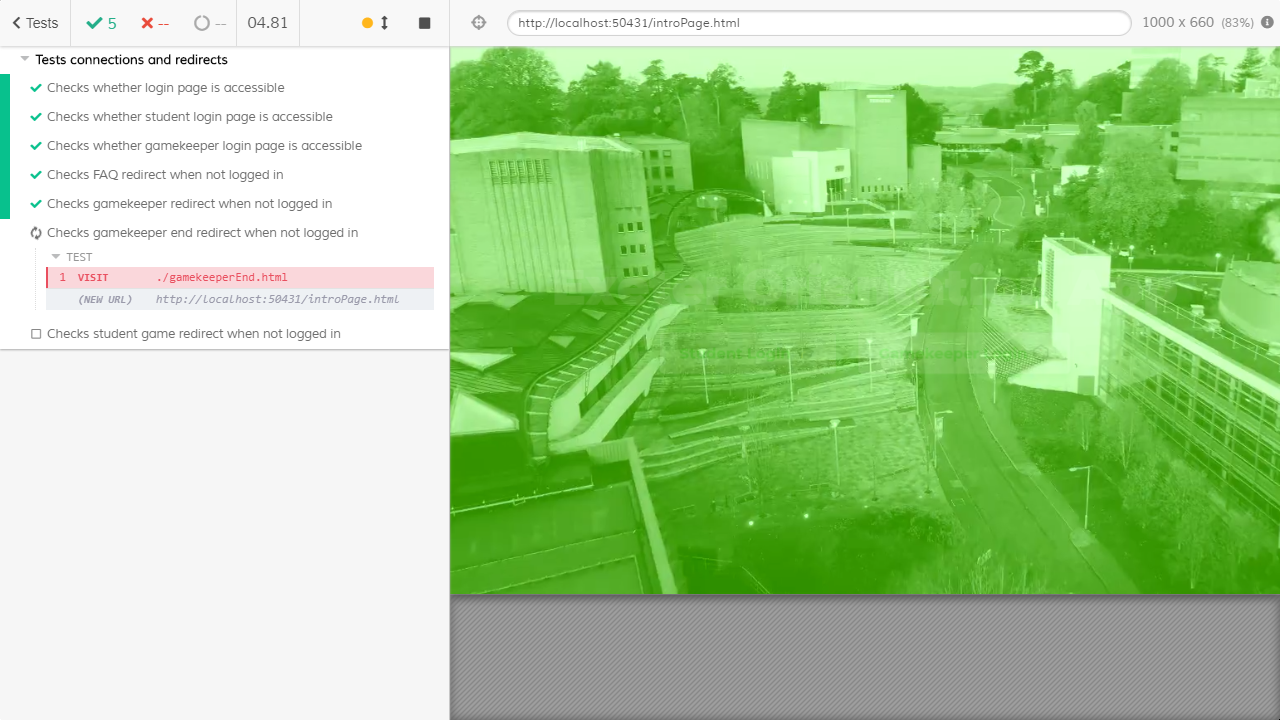 Tests 5 -- -- 04.81
http://localhost:50431/introPage.html 1000 x 660 (83%)
Tests connections and redirects
Checks whether login page is accessible
Checks whether student login page is accessible
Checks whether gamekeeper login page is accessible
Checks FAQ redirect when not logged in
Checks gamekeeper redirect when not logged in
Checks gamekeeper end redirect when not logged in
TEST
1 VISIT ./gamekeeperEnd.html
(NEW URL) http://localhost:50431/introPage.html
Checks student game redirect when not logged in